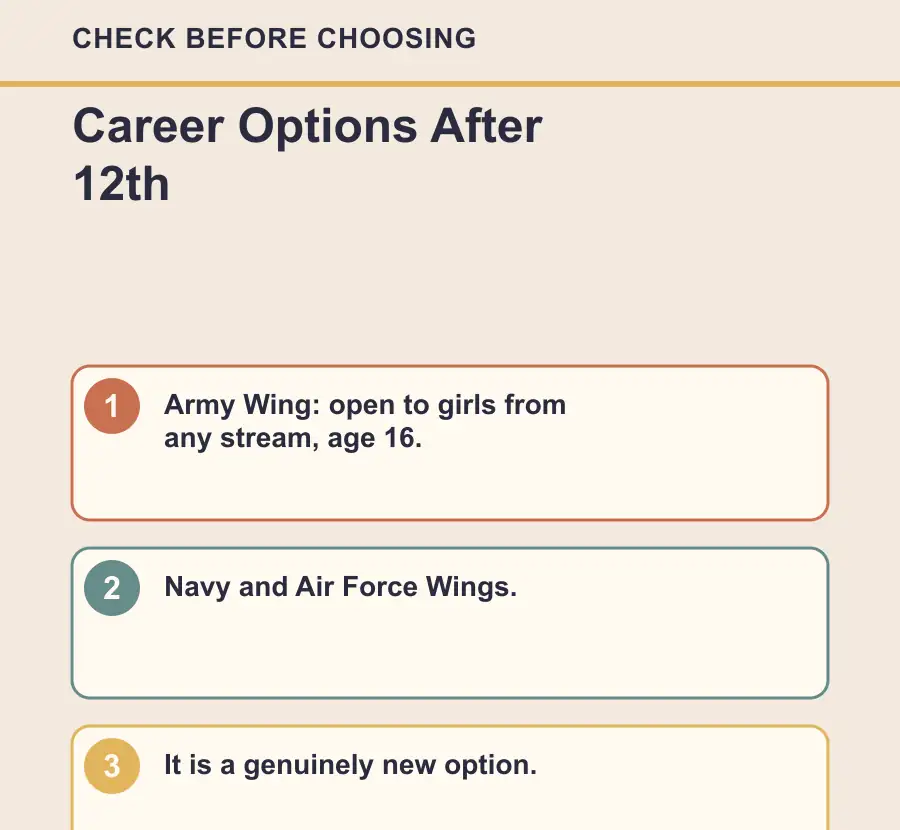 CHECK BEFORE CHOOSING
Career Options After
12th
1
Army Wing: open to girls from
any stream, age 16.
2
Navy and Air Force Wings.
3
It is a genuinely new option.